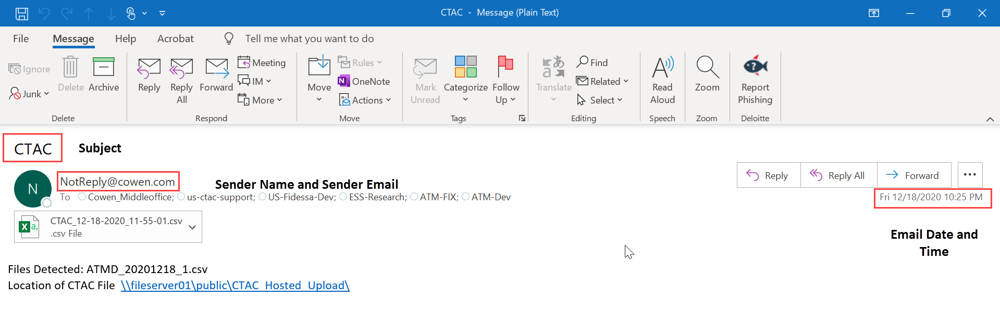 CTAC - Message (Plain Text)
File Message Help Acrobat Tell me what you want to do
Ignore
Junk
Delete
Archive
Delete
Reply
Reply All
Forward
Meeting
IM
More
Respond
Move
Rules
OneNote
Actions
Move
Mark Unread
Categorize
Follow Up
Tags
Translate
Find
Related
Select
Editing
Read Aloud
Speech
Zoom
Zoom
Report Phishing
Deloitte
CTAC Subject
N
NotReply@cowen.com
Sender Name and Sender Email
To Cowen_Middleoffice; us-ctac-support; US-Fidessa-Dev; ESS-Research; ATM-FIX; ATM-Dev
Reply Reply All Forward
Fri 12/18/2020 10:25 PM
CTAC_12-18-2020_11-55-01.csv
.csv File
Email Date and
Time
Files Detected: ATMD_20201218_1.csv
Location of CTAC File \\fileserver01\public\CTAC_Hosted_Upload\